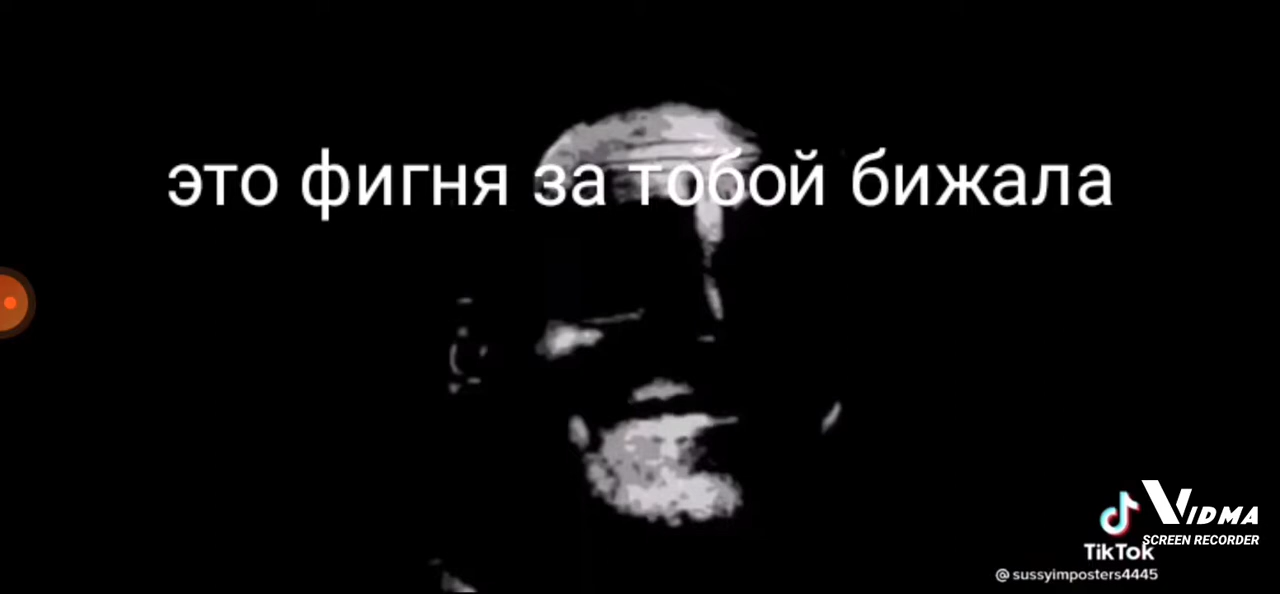 это фигня за тобой бижала
VIDMA
SCREEN RECORDER
TikTok
@sussyimposters4445